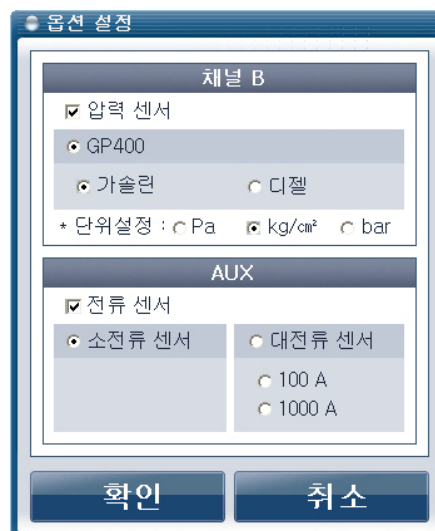 옵션 설정
채널 B
압력 센서
GP400
가솔린 디젤
* 단위설정 : Pa kg/㎠ bar
AUX
전류 센서
소전류 센서 대전류 센서
100 A
1000 A
확인 취소